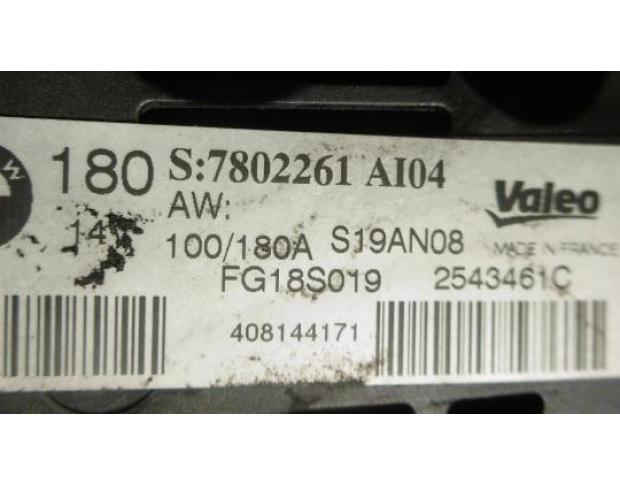 180 S:7802261 AI04
AW:
Valeo
14
100/180A S19AN08 MADE IN FRANCE
FG18S019 2543461C
408144171
W